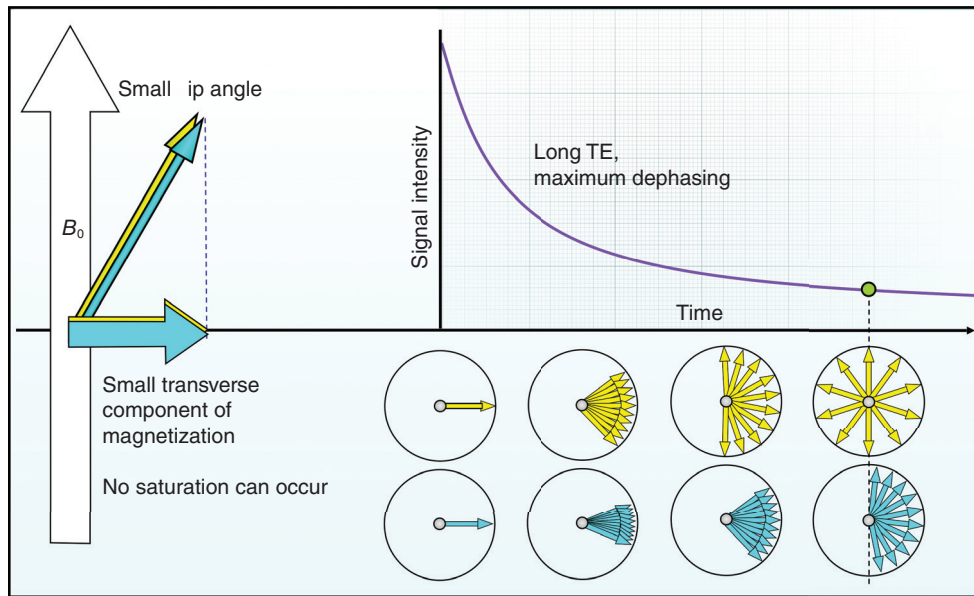 Small ip angle
B0
Small transverse
component of
magnetization
No saturation can occur
Signal intensity
Long TE,
maximum dephasing
Time